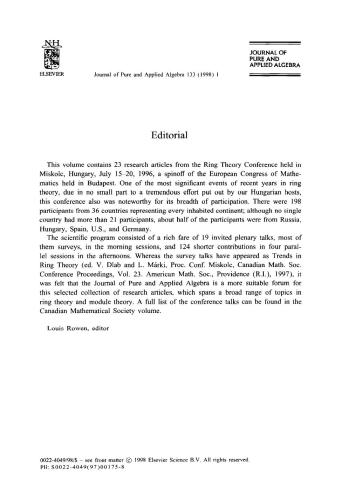 N·H
ELSEVIER
Journal of Pure and Applied Algebra 133 (1998) 1
JOURNAL OF
PURE AND
APPLIED ALGEBRA
Editorial
This volume contains 23 research articles from the Ring Theory Conference held in
Miskolc, Hungary, July 15–20, 1996, a spinoff of the European Congress of Mathe-
matics held in Budapest. One of the most significant events of recent years in ring
theory, due in no small part to a tremendous effort put out by our Hungarian hosts,
this conference also was noteworthy for its breadth of participation. There were 198
participants from 36 countries representing every inhabited continent; although no single
country had more than 21 participants, about half of the participants were from Russia,
Hungary, Spain, U.S., and Germany.
The scientific program consisted of a rich fare of 19 invited plenary talks, most of
them surveys, in the morning sessions, and 124 shorter contributions in four paral-
lel sessions in the afternoons. Whereas the survey talks have appeared as Trends in
Ring Theory (ed. V. Dlab and L. Márki, Proc. Conf. Miskolc, Canadian Math. Soc.
Conference Proceedings, Vol. 23. American Math. Soc., Providence (R.I.), 1997), it
was felt that the Journal of Pure and Applied Algebra is a more suitable forum for
this selected collection of research articles, which spans a broad range of topics in
ring theory and module theory. A full list of the conference talks can be found in the
Canadian Mathematical Society volume.
Louis Rowen, editor
0022-4049/98/$ – see front matter © 1998 Elsevier Science B.V. All rights reserved.
PII: S0022-4049(97)00175-8